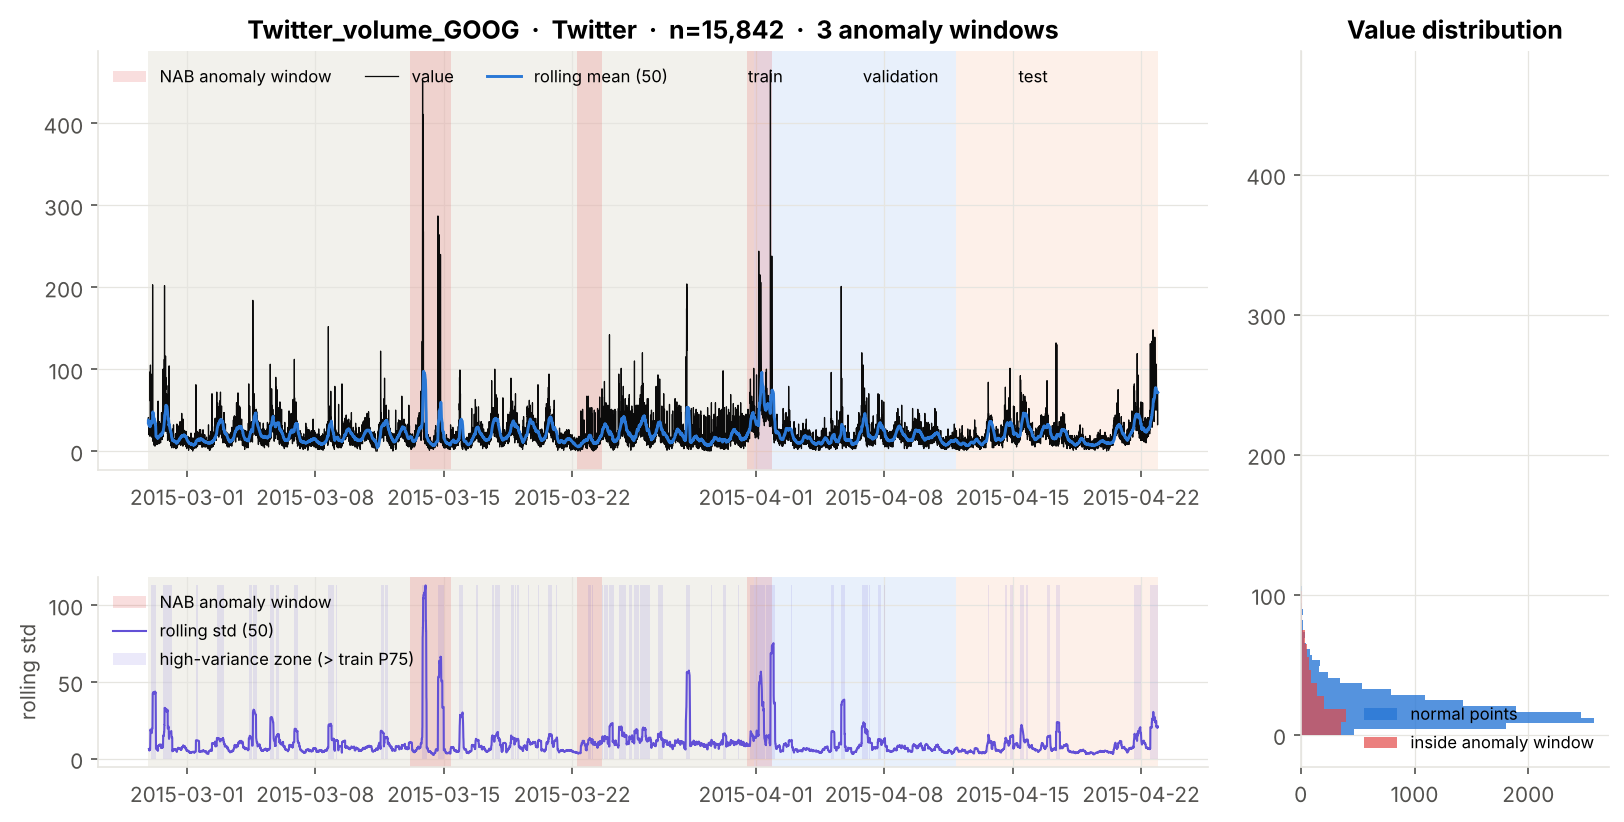 Twitter_volume_GOOG · Twitter · n=15,842 · 3 anomaly windows
NAB anomaly window
value
rolling mean (50)
train
validation
test
400
300
200
100
0
2015-03-01
2015-03-08
2015-03-15
2015-03-22
2015-04-01
2015-04-08
2015-04-15
2015-04-22
rolling std
NAB anomaly window
rolling std (50)
high-variance zone (> train P75)
100
50
0
2015-03-01
2015-03-08
2015-03-15
2015-03-22
2015-04-01
2015-04-08
2015-04-15
2015-04-22
Value distribution
400
300
200
100
0
normal points
inside anomaly window
0
1000
2000